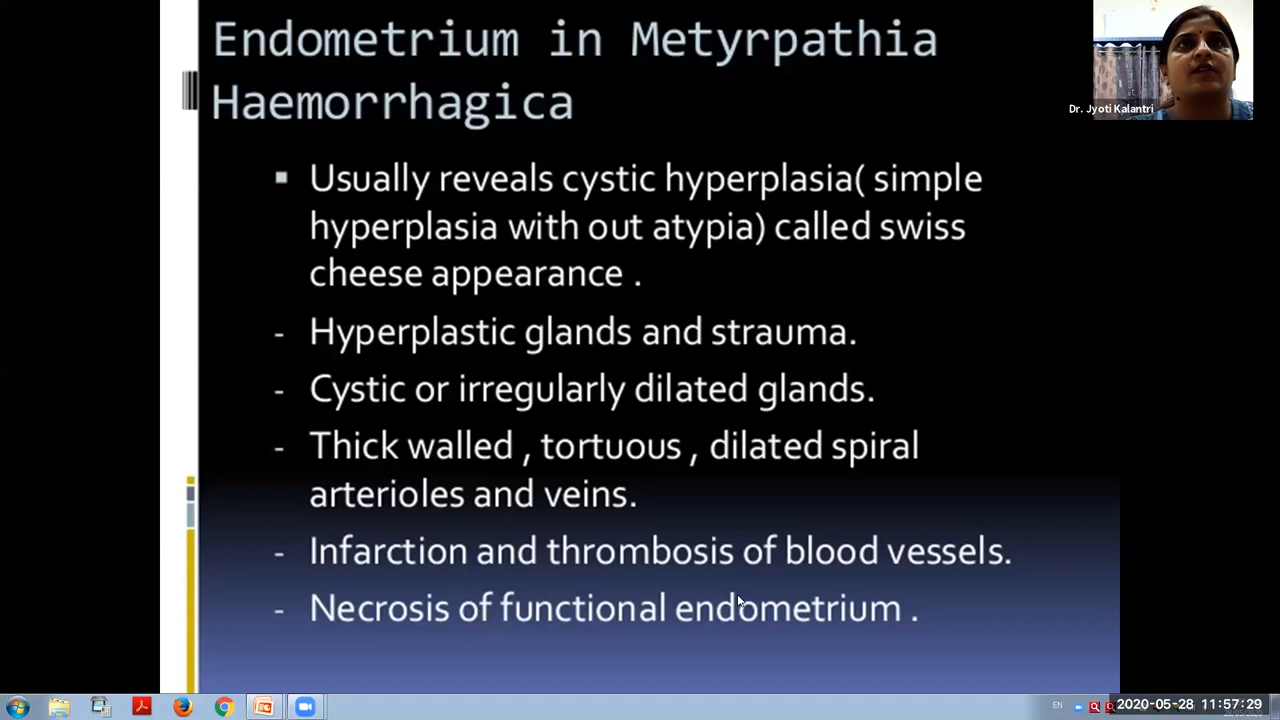 Endometrium in Metyrpathia
Haemorrhagica
Dr. Jyoti Kalantri
▪ Usually reveals cystic hyperplasia( simple
hyperplasia with out atypia) called swiss
cheese appearance .
- Hyperplastic glands and strauma.
- Cystic or irregularly dilated glands.
- Thick walled , tortuous , dilated spiral
arterioles and veins.
- Infarction and thrombosis of blood vessels.
- Necrosis of functional endometrium .
EN
2020-05-28 11:57:29